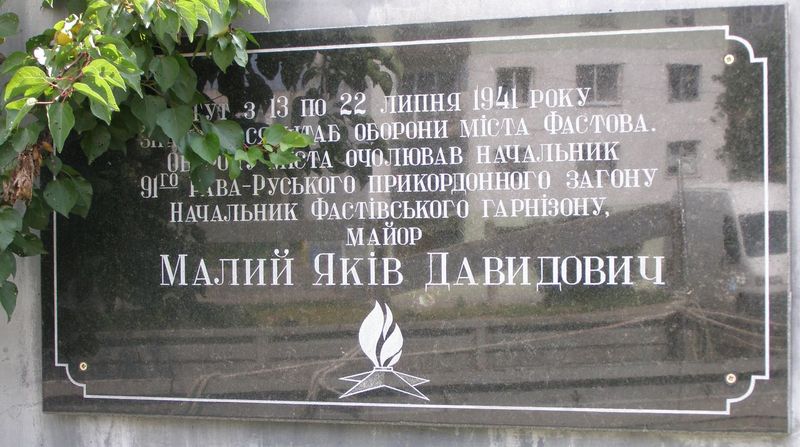 ТУТ З 13 ПО 22 ЛИПНЯ 1941 РОКУ
ШТАБ ОБОРОНИ МІСТА ФАСТОВА.
МІСТА ОЧОЛЮВАВ НАЧАЛЬНИК
91ГО РАВА-РУСЬКОГО ПРИКОРДОННОГО ЗАГОНУ
НАЧАЛЬНИК ФАСТІВСЬКОГО ГАРНІЗОНУ,
МАЙОР
МАЛИЙ ЯКІВ ДАВИДОВИЧ